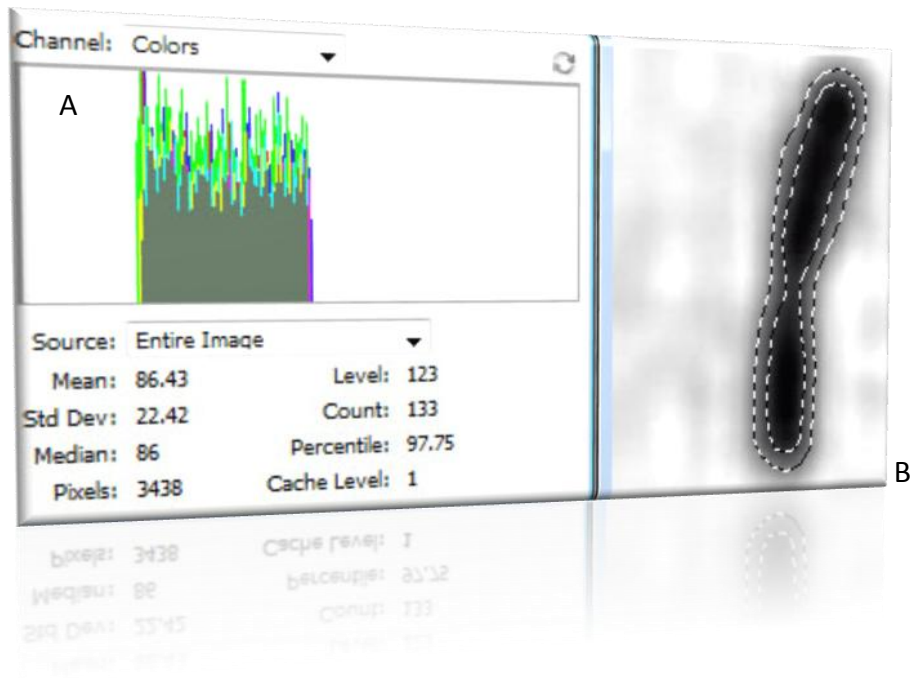 Channel: Colors
A
Source: Entire Image
Mean: 86.43 Level: 123
Std Dev: 22.42 Count: 133
Median: 86 Percentile: 97.75
Pixels: 3438 Cache Level: 1
B